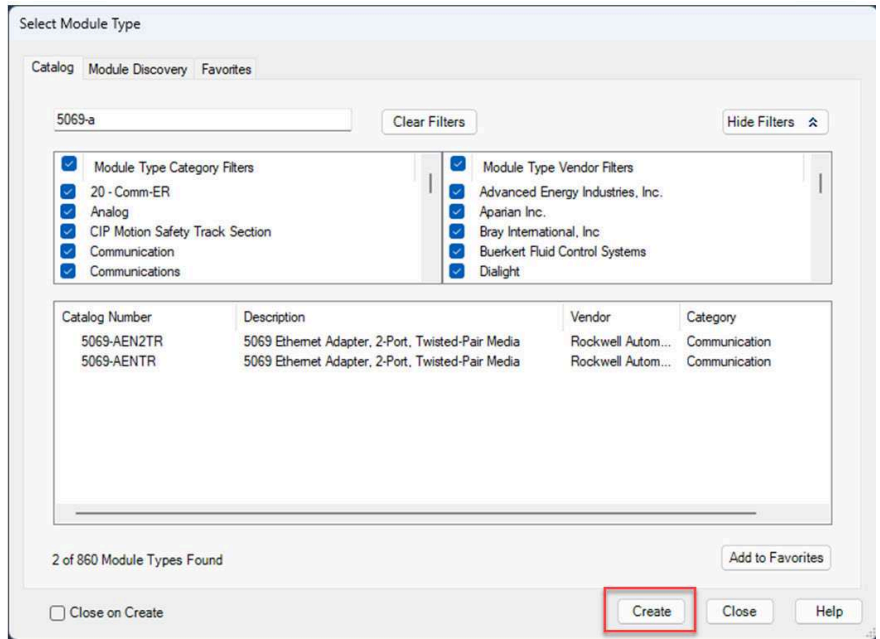 Select Module Type
Catalog Module Discovery Favorites
5069-a Clear Filters Hide Filters
Module Type Category Filters
20 - Comm-ER
Analog
CIP Motion Safety Track Section
Communication
Communications
Module Type Vendor Filters
Advanced Energy Industries, Inc.
Aparian Inc.
Bray International, Inc
Buerkert Fluid Control Systems
Dialight
Catalog Number Description Vendor Category
5069-AEN2TR 5069 Ethernet Adapter, 2-Port, Twisted-Pair Media Rockwell Autom... Communication
5069-AENTR 5069 Ethernet Adapter, 2-Port, Twisted-Pair Media Rockwell Autom... Communication
2 of 860 Module Types Found Add to Favorites
Close on Create Create Close Help